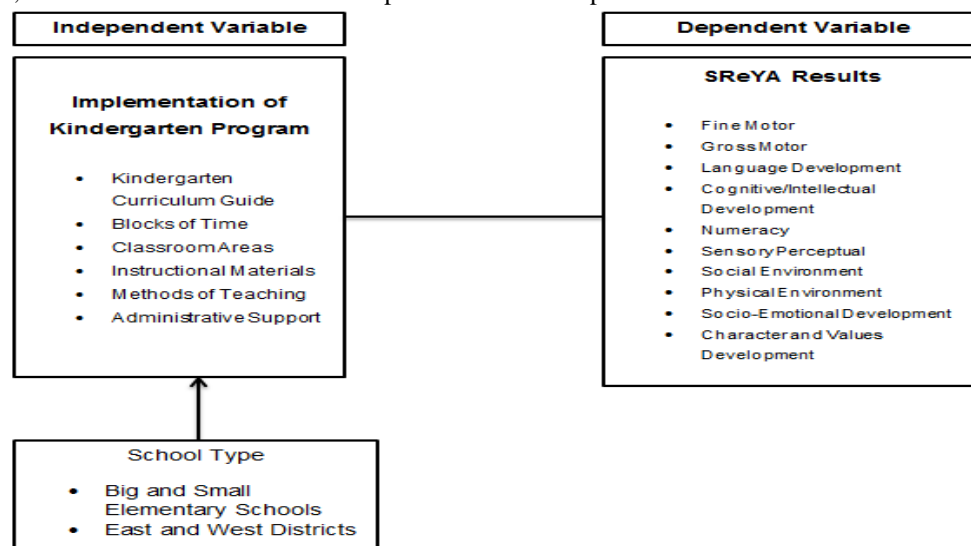 Independent Variable
Implementation of
Kindergarten Program
• Kindergarten
Curriculum Guide
• Blocks of Time
• Classroom Areas
• Instructional Materials
• Methods of Teaching
• Administrative Support
School Type
• Big and Small
Elementary Schools
• East and West Districts
Dependent Variable
SReYA Results
• Fine Motor
• Gross Motor
• Language Development
• Cognitive/Intellectual
Development
• Numeracy
• Sensory Perceptual
• Social Environment
• Physical Environment
• Socio-Emotional Development
• Character and Values
Development